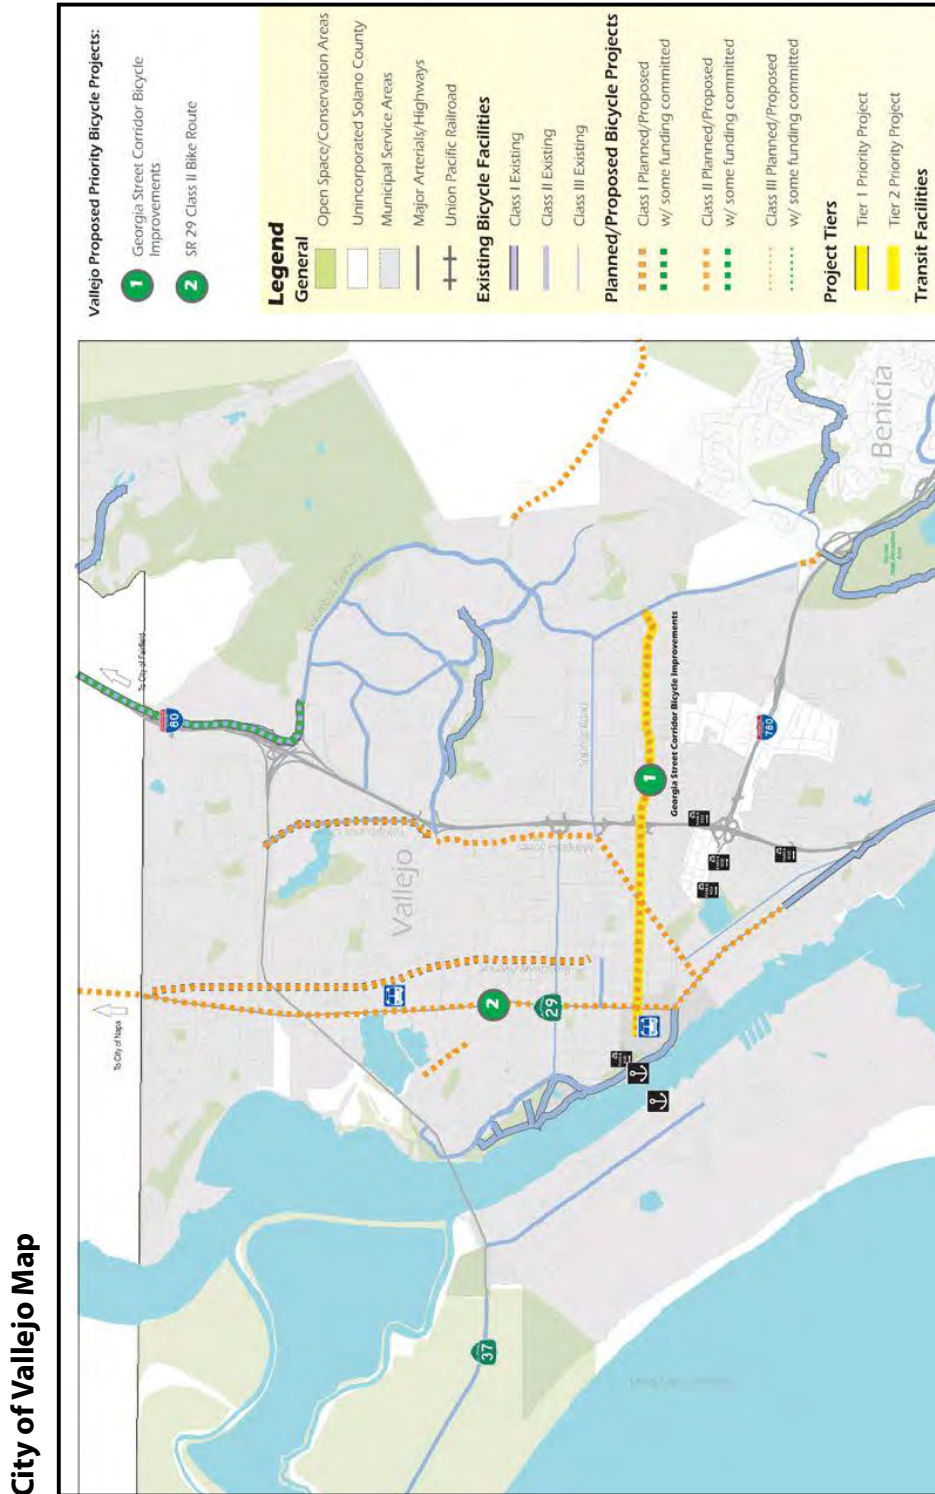 City of Vallejo Map
Vallejo Proposed Priority Bicycle Projects:
1
Georgia Street Corridor Bicycle
Improvements
2
SR 29 Class II Bike Route
Legend
General
Open Space/Conservation Areas
Unincorporated Solano County
Municipal Service Areas
Major Arterials/Highways
Union Pacific Railroad
Existing Bicycle Facilities
Class I Existing
Class II Existing
Class III Existing
Planned/Proposed Bicycle Projects
Class I Planned/Proposed
w/ some funding committed
Class II Planned/Proposed
w/ some funding committed
Class III Planned/Proposed
w/ some funding committed
Project Tiers
Tier 1 Priority Project
Tier 2 Priority Project
Transit Facilities
To City of Napa
To City of Fairfield
80
Vallejo
2
29
1
Georgia Street Corridor Bicycle Improvements
780
Benicia
37